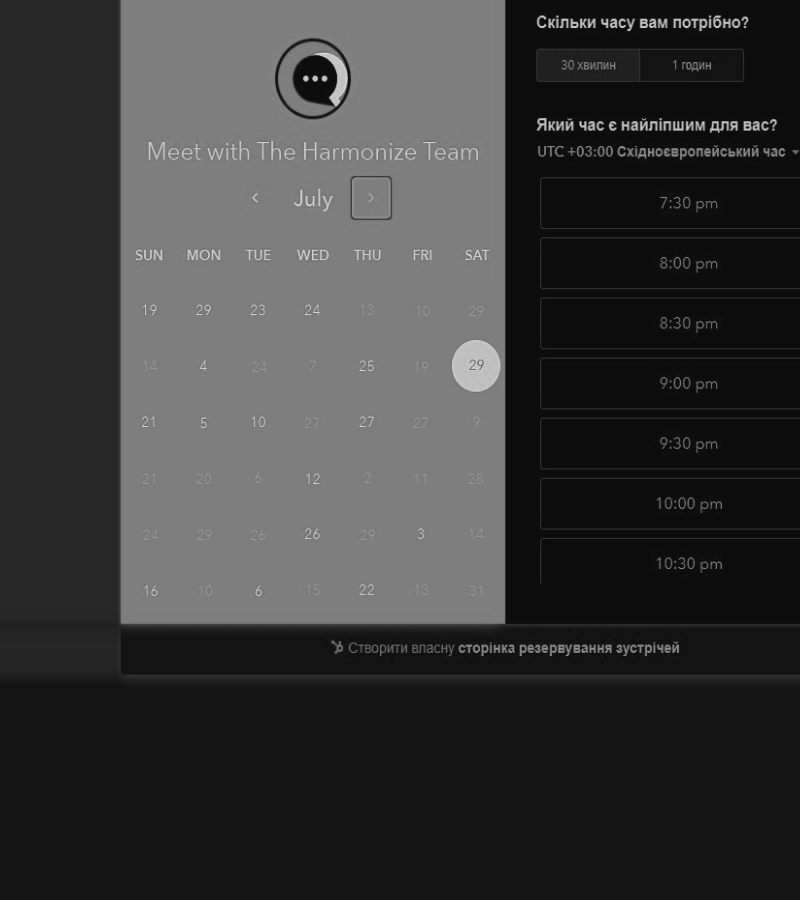 Meet with The Harmonize Team
‹ July ›
SUN MON TUE WED THU FRI SAT
19 29 23 24 13 10 29
14 4 24 7 25 19 29
21 5 10 27 27 27 9
21 20 6 12 2 11 28
24 29 26 26 29 3 14
16 10 6 15 22 13 31
Скільки часу вам потрібно?
30 хвилин 1 годин
Який час є найліпшим для вас?
UTC +03:00 Східноєвропейський час
7:30 pm
8:00 pm
8:30 pm
9:00 pm
9:30 pm
10:00 pm
10:30 pm
Створити власну сторінка резервування зустрічей